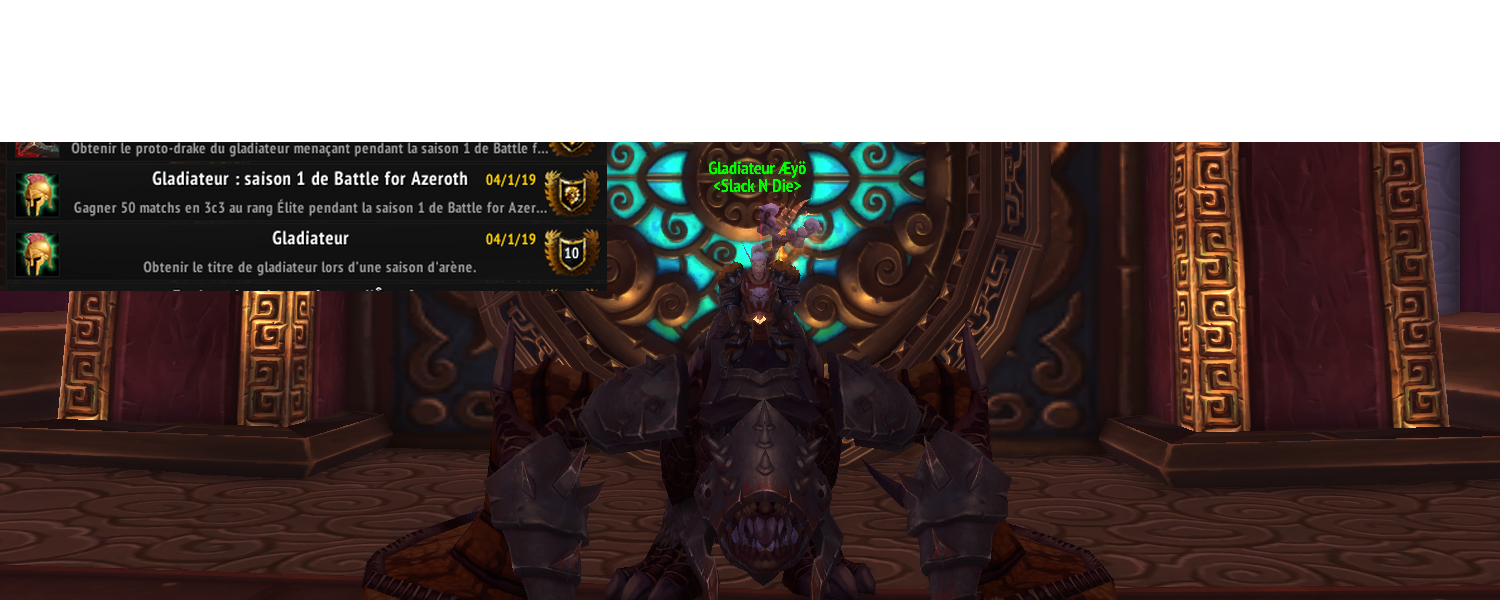 Obtenir le proto-drake du gladiateur menaçant pendant la saison 1 de Battle f...
Gladiateur : saison 1 de Battle for Azeroth 04/1/19
Gagner 50 matchs en 3c3 au rang Élite pendant la saison 1 de Battle for Azer...
Gladiateur 04/1/19
10
Obtenir le titre de gladiateur lors d'une saison d'arène.
Gladiateur Æyö
<Slack N Die>